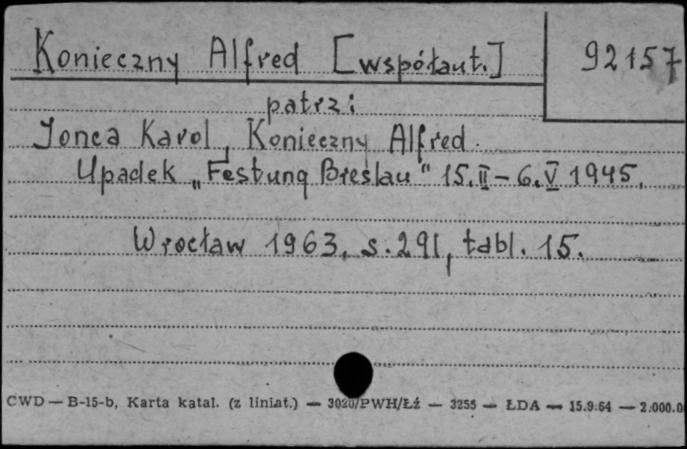 Konieczny Alfred [współaut.] 92157
patrz:
Jonca Karol, Konieczny Alfred.
Upadek „Festung Breslau" 15.II – 6.V 1945.
Wrocław 1963, s. 291, tabl. 15.
CWD — B-15-b, Karta katal. (z liniat.) — 3020/PWH/Łź — 3255 — ŁDA — 15.9.64 — 2.000.0